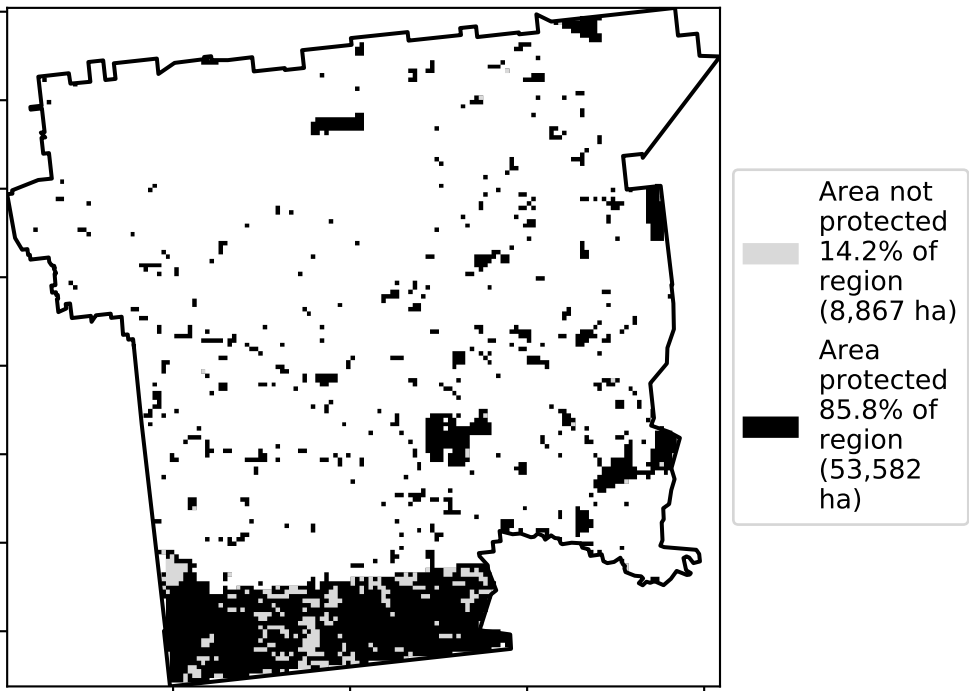 Area not
protected
14.2% of
region
(8,867 ha)
Area
protected
85.8% of
region
(53,582
ha)